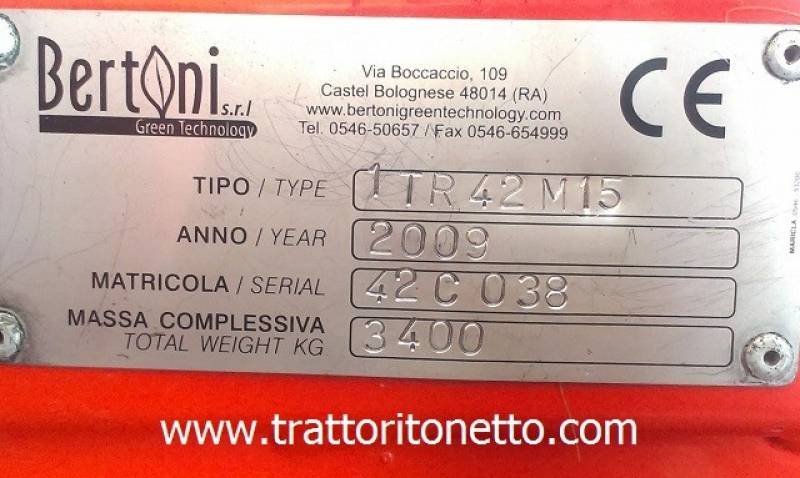 Bertoni s.r.l
Green Technology
Via Boccaccio, 109
Castel Bolognese 48014 (RA)
www.bertonigreentechnology.com
Tel. 0546-50657 / Fax 0546-654999
CE
TIPO / TYPE 1TR42M15
ANNO / YEAR 2009
MATRICOLA / SERIAL 42C038
MASSA COMPLESSIVA 3400
TOTAL WEIGHT KG
MARICLA
www.trattoritonetto.com